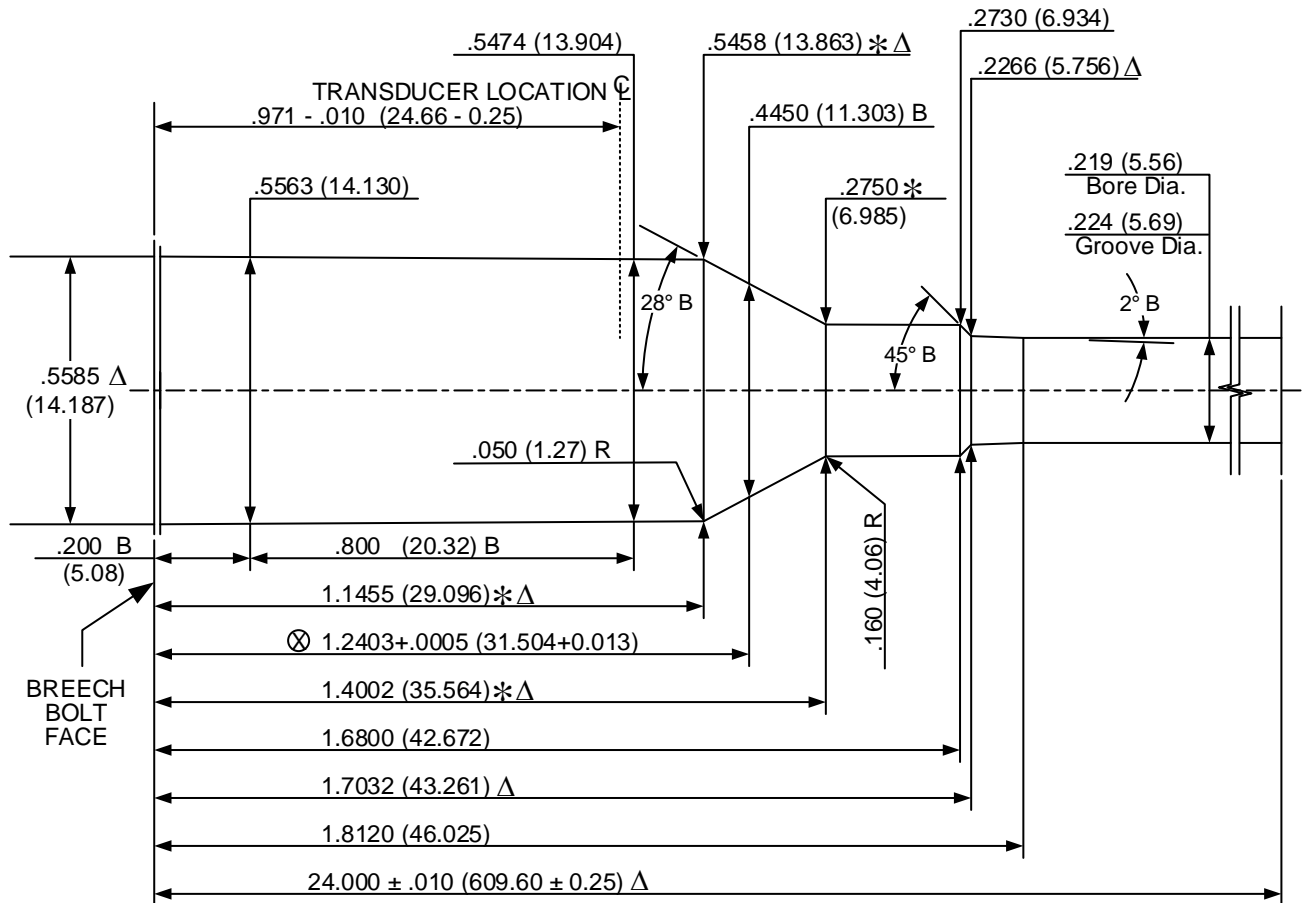 .2730 (6.934)
.5474 (13.904)
.5458 (13.863) ✻ Δ
.2266 (5.756) Δ
TRANSDUCER LOCATION ℄
.971 - .010 (24.66 - 0.25)
.4450 (11.303) B
.5563 (14.130)
.2750 ✻
(6.985)
.219 (5.56)
Bore Dia.
.224 (5.69)
Groove Dia.
28° B
2° B
45° B
.5585 Δ
(14.187)
.050 (1.27) R
.200 B
(5.08)
.800 (20.32) B
.160 (4.06) R
1.1455 (29.096) ✻ Δ
⊗ 1.2403+.0005 (31.504+0.013)
1.4002 (35.564) ✻ Δ
BREECH
BOLT
FACE
1.6800 (42.672)
1.7032 (43.261) Δ
1.8120 (46.025)
24.000 ± .010 (609.60 ± 0.25) Δ